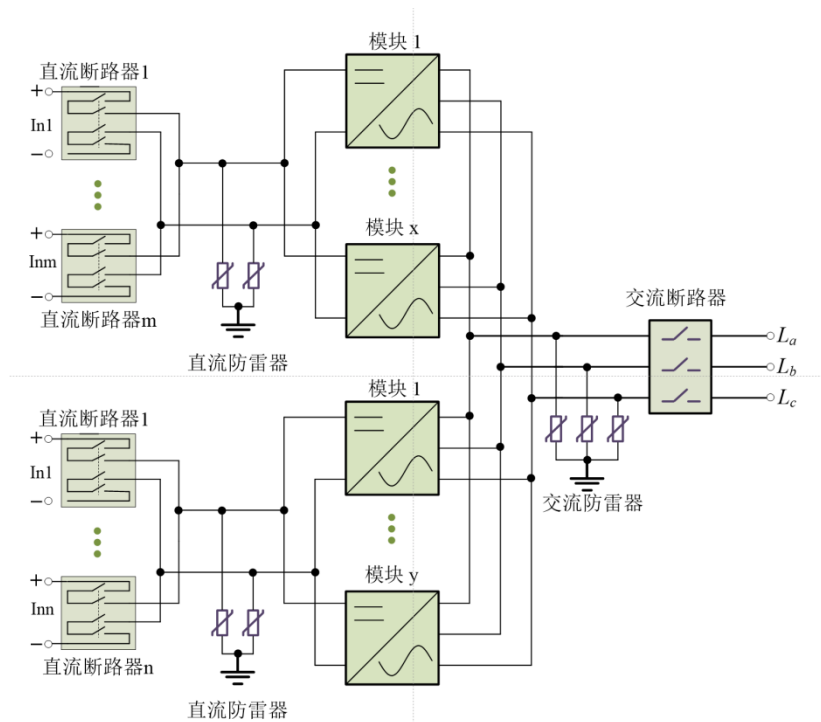 模块 1
直流断路器1
+
In1
−
模块 x
+
Inm
−
直流断路器m
直流防雷器
交流断路器
La
Lb
Lc
交流防雷器
模块 1
直流断路器1
+
In1
−
模块 y
+
Inn
−
直流断路器n
直流防雷器